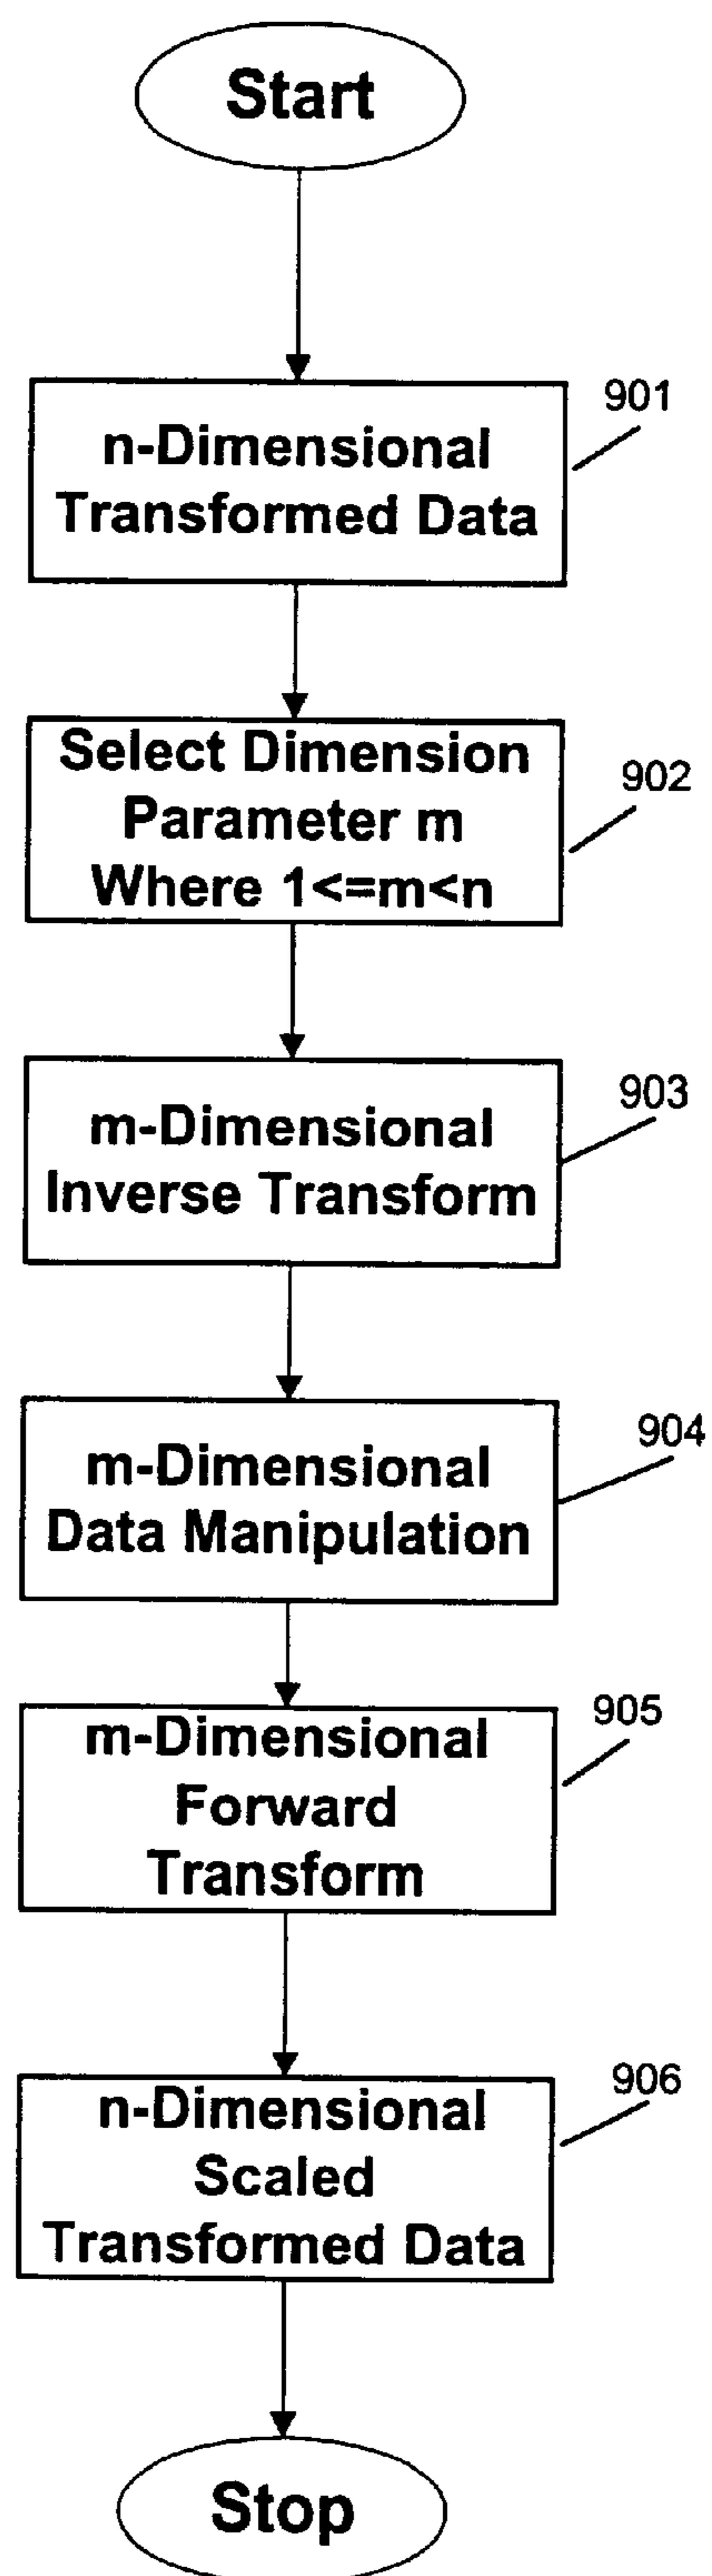 Start
901
n-Dimensional
Transformed Data
902
Select Dimension
Parameter m
Where 1<=m<n
903
m-Dimensional
Inverse Transform
904
m-Dimensional
Data Manipulation
905
m-Dimensional
Forward
Transform
906
n-Dimensional
Scaled
Transformed Data
Stop